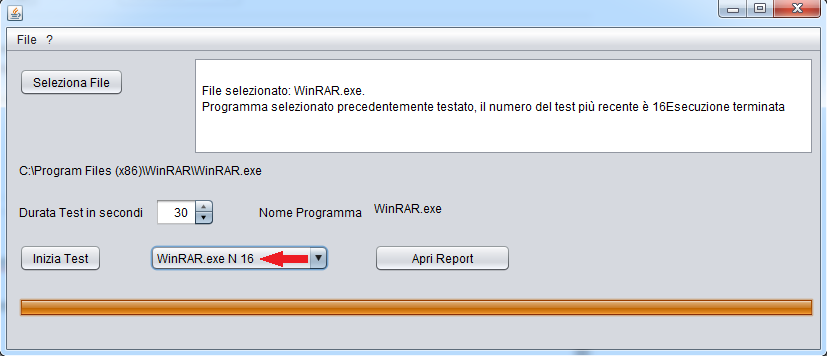 File ?
Seleziona File
File selezionato: WinRAR.exe.
Programma selezionato precedentemente testato, il numero del test più recente è 16Esecuzione terminata
C:\Program Files (x86)\WinRAR\WinRAR.exe
Durata Test in secondi 30 Nome Programma WinRAR.exe
Inizia Test WinRAR.exe N 16 Apri Report